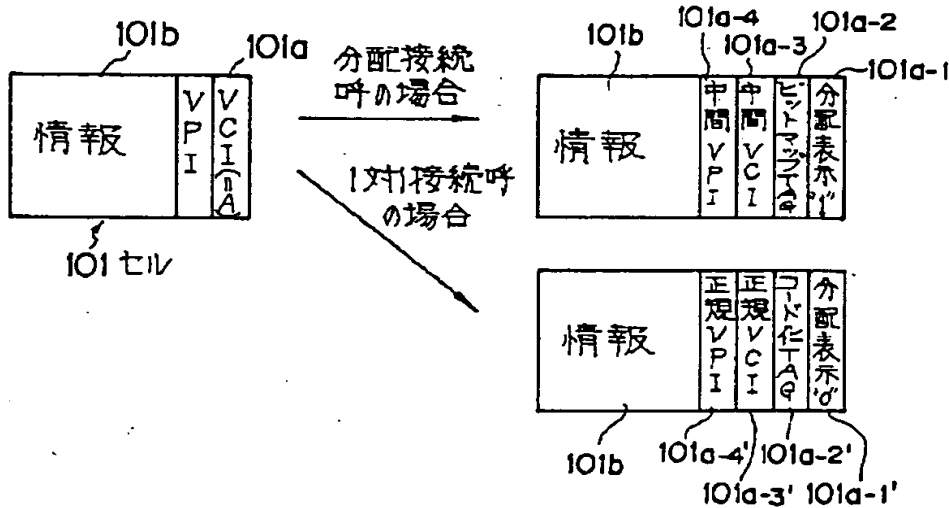 101b
101a
情報
VPI
VCI(=A)
101 セル
分配接続
呼の場合
1対1接続呼
の場合
101b
101a-4
101a-3
101a-2
101a-1
情報
中間VPI
中間VCI
ビットマップTAG
分配表示"1"
情報
正規VPI
正規VCI
コード化TAG
分配表示"0"
101b
101a-4'
101a-3'
101a-2'
101a-1'